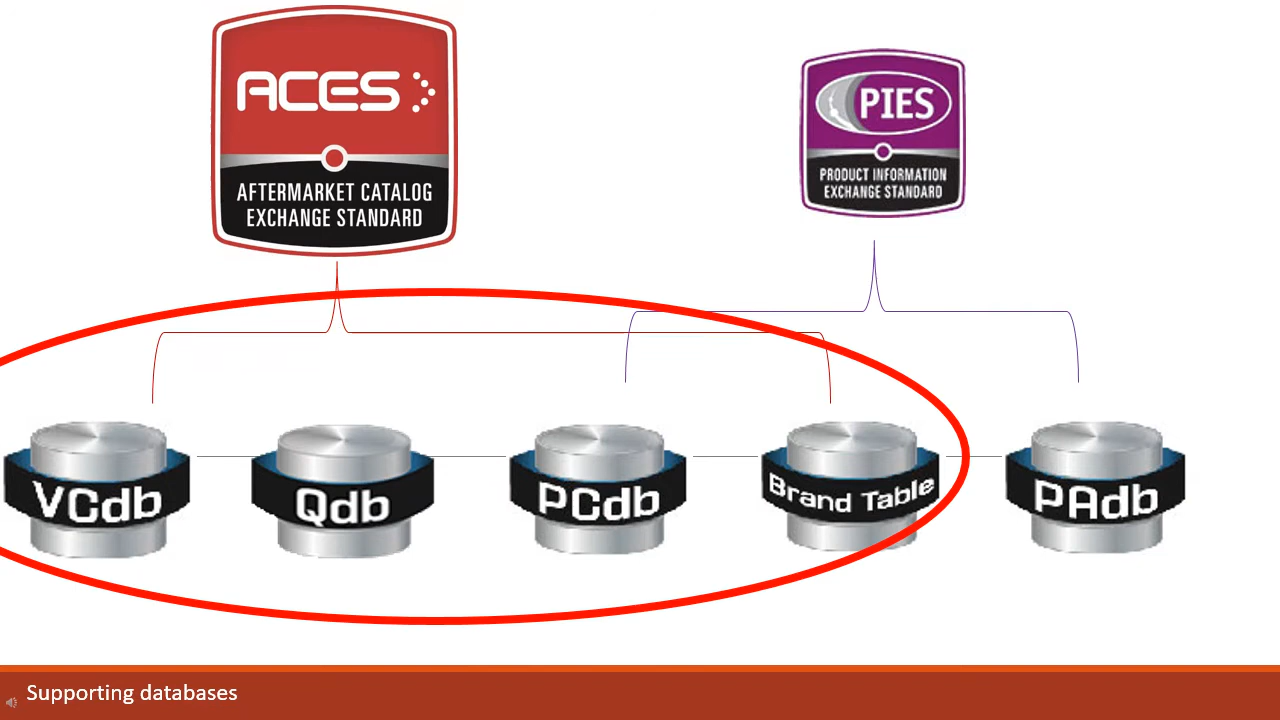 ACES
AFTERMARKET CATALOG
EXCHANGE STANDARD
PIES
PRODUCT INFORMATION
EXCHANGE STANDARD
VCdb
Qdb
PCdb
Brand Table
PAdb
Supporting databases